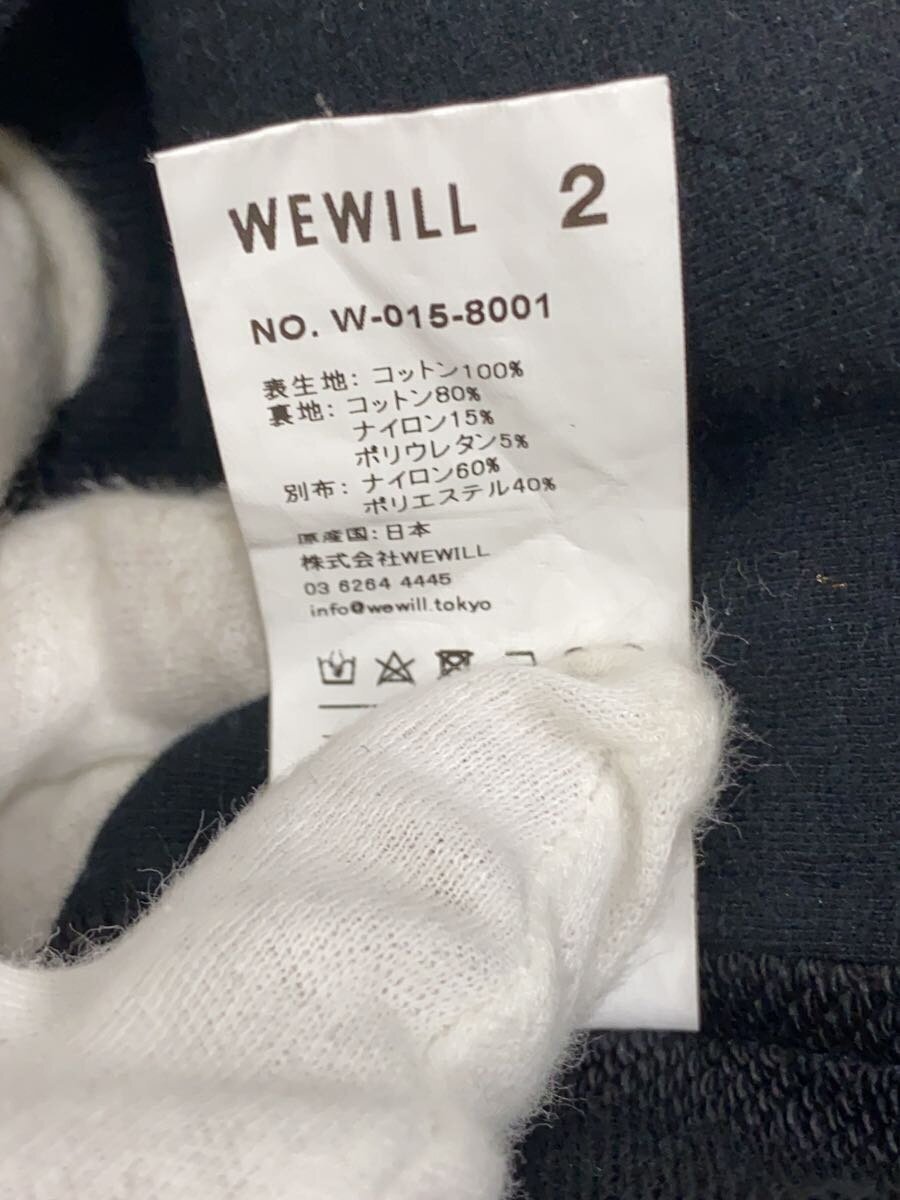 WEWILL 2
NO. W-015-8001
表生地: コットン100%
裏地: コットン80%
ナイロン15%
ポリウレタン5%
別布: ナイロン60%
ポリエステル40%
原産国: 日本
株式会社WEWILL
03 6264 4445
info@wewill.tokyo